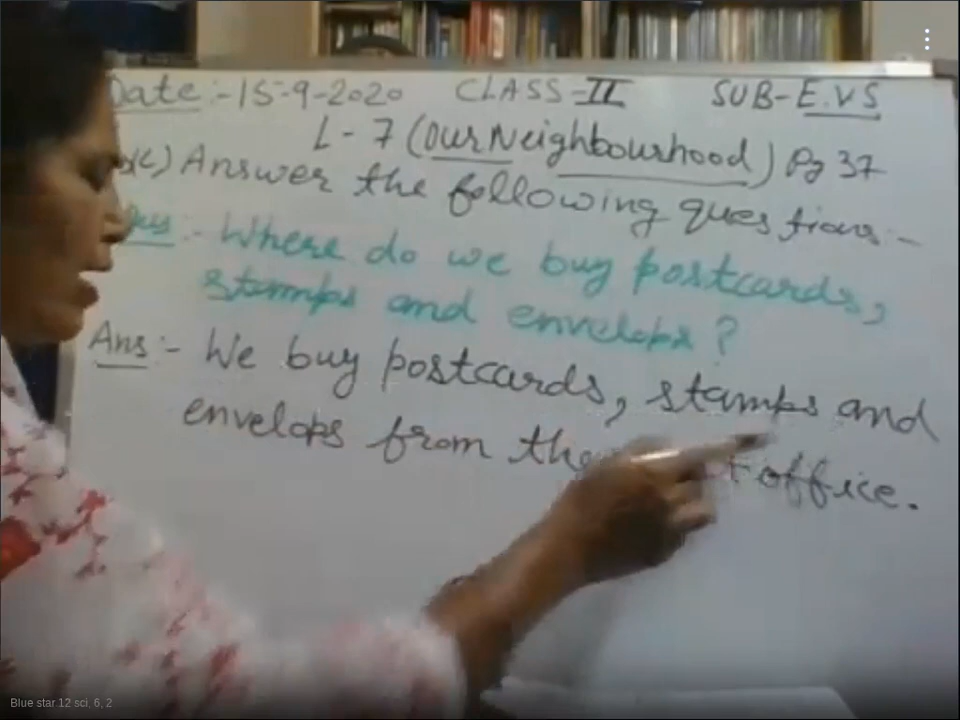 Date:-15-9-2020 CLASS-II SUB-E.V.S
L-7 (Our Neighbourhood) Pg 37
Answer the following questions:-
:- Where do we buy postcards,
stamps and envelops?
Ans:- We buy postcards, stamps and
envelops from the office.
Blue star 12 sci, 6, 2